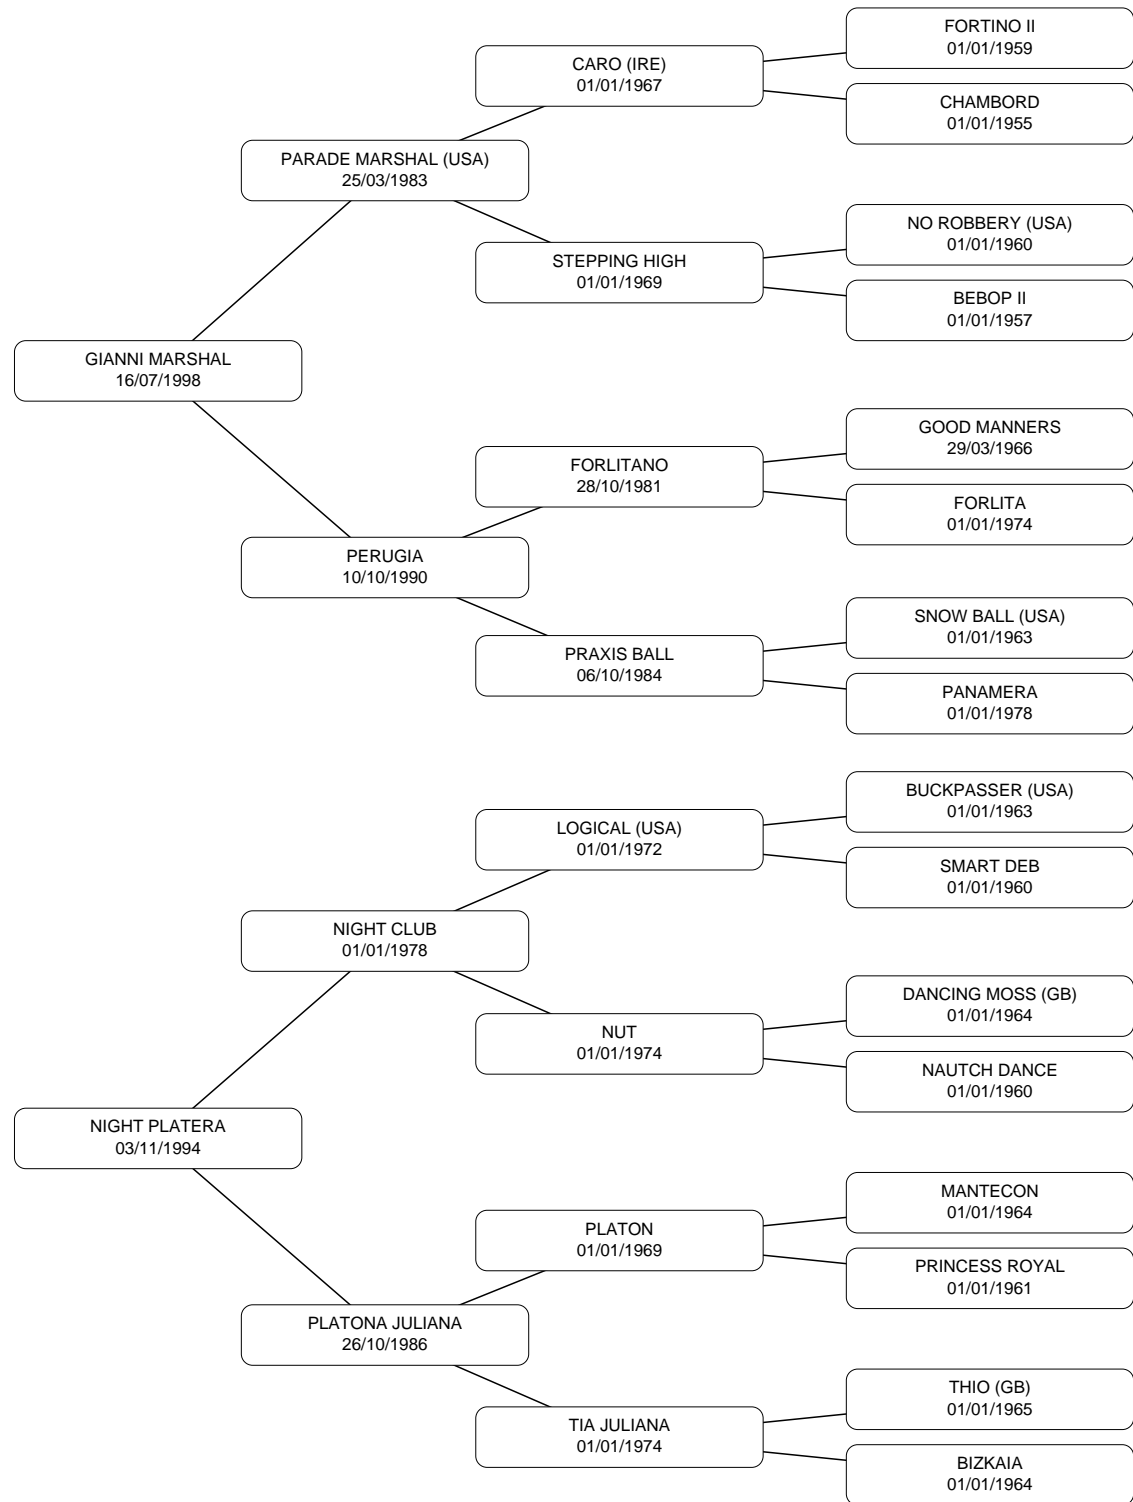 FORTINO II
01/01/1959
CARO (IRE)
01/01/1967
CHAMBORD
01/01/1955
PARADE MARSHAL (USA)
25/03/1983
NO ROBBERY (USA)
01/01/1960
STEPPING HIGH
01/01/1969
BEBOP II
01/01/1957
GIANNI MARSHAL
16/07/1998
GOOD MANNERS
29/03/1966
FORLITANO
28/10/1981
FORLITA
01/01/1974
PERUGIA
10/10/1990
SNOW BALL (USA)
01/01/1963
PRAXIS BALL
06/10/1984
PANAMERA
01/01/1978
BUCKPASSER (USA)
01/01/1963
LOGICAL (USA)
01/01/1972
SMART DEB
01/01/1960
NIGHT CLUB
01/01/1978
DANCING MOSS (GB)
01/01/1964
NUT
01/01/1974
NAUTCH DANCE
01/01/1960
NIGHT PLATERA
03/11/1994
MANTECON
01/01/1964
PLATON
01/01/1969
PRINCESS ROYAL
01/01/1961
PLATONA JULIANA
26/10/1986
THIO (GB)
01/01/1965
TIA JULIANA
01/01/1974
BIZKAIA
01/01/1964